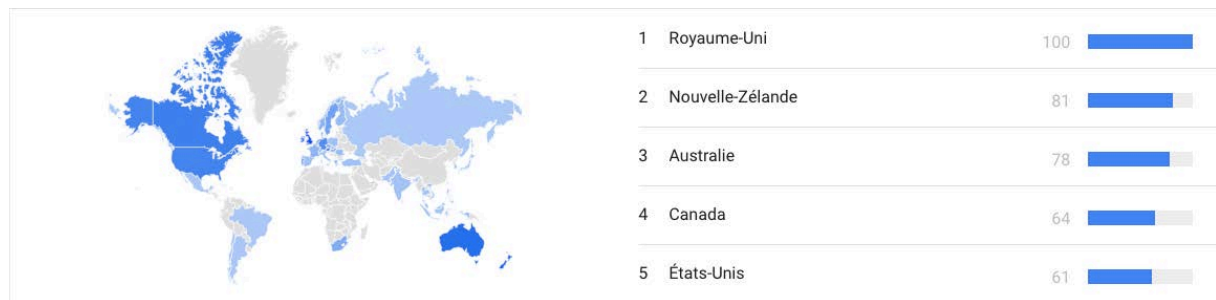 1 Royaume-Uni 100
2 Nouvelle-Zélande 81
3 Australie 78
4 Canada 64
5 États-Unis 61